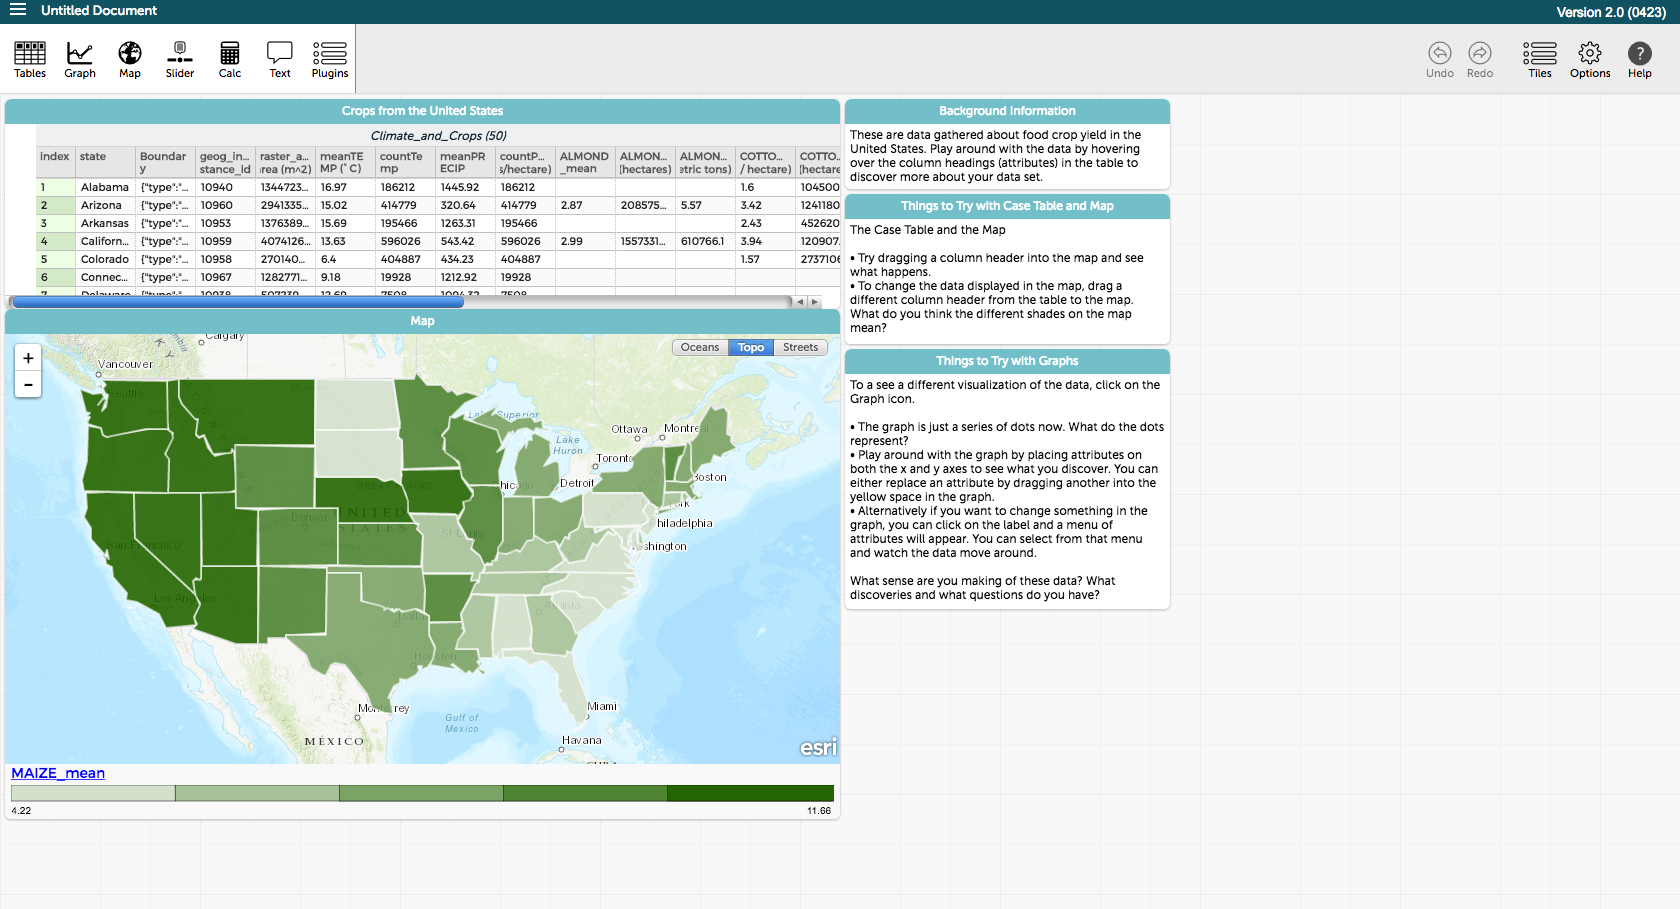 Untitled Document
Version 2.0 (0423)
Tables Graph Map Slider Calc Text Plugins
Undo Redo Tiles Options Help
Crops from the United States
Climate_and_Crops (50)
index state Boundar geog_in... raster_a... meanTE countTe meanPR countP... ALMOND ALMON... ALMON... COTTO... COTTO...
y stance_id rea (m^2) MP (°C) mp ECIP s/hectare) _mean (hectares) etric tons) / hectare) (hectare
1 Alabama {"type":"... 10940 1344723... 16.97 186212 1445.92 186212 1.6 104500
2 Arizona {"type":"... 10960 2941335... 15.02 414779 320.64 414779 2.87 208575... 5.57 3.42 1241180
3 Arkansas {"type":"... 10953 1376389... 15.69 195466 1263.31 195466 2.43 452620
4 Californ... {"type":"... 10959 4074126... 13.63 596026 543.42 596026 2.99 1557331... 610766.1 3.94 120907.
5 Colorado {"type":"... 10958 270140... 6.4 404887 434.23 404887 1.57 2737106
6 Connec... {"type":"... 10967 1282771... 9.18 19928 1212.92 19928
7 Delaware {"type":"... 10938 507239... 12.69 7508 1094.32 7508
Map
+
-
Oceans Topo Streets
Calgary
Vancouver
Seattle
Lake Superior
Ottawa Montreal
Lake
Huron
Toronto
GREAT PLAINS
hicago Detroit Boston
Denver UNITED
STATES
St Louis
York
Philadelphia
San Francisco
shington
Los Angeles
Atlanta
Dallas
Houston
Monterrey
Gulf of
Mexico
Miami
MÉXICO
Havana
CUBA
esri
MAIZE_mean
4.22 11.66
Background Information
These are data gathered about food crop yield in the
United States. Play around with the data by hovering
over the column headings (attributes) in the table to
discover more about your data set.
Things to Try with Case Table and Map
The Case Table and the Map
• Try dragging a column header into the map and see
what happens.
• To change the data displayed in the map, drag a
different column header from the table to the map.
What do you think the different shades on the map
mean?
Things to Try with Graphs
To a see a different visualization of the data, click on the
Graph icon.
• The graph is just a series of dots now. What do the dots
represent?
• Play around with the graph by placing attributes on
both the x and y axes to see what you discover. You can
either replace an attribute by dragging another into the
yellow space in the graph.
• Alternatively if you want to change something in the
graph, you can click on the label and a menu of
attributes will appear. You can select from that menu
and watch the data move around.
What sense are you making of these data? What
discoveries and what questions do you have?